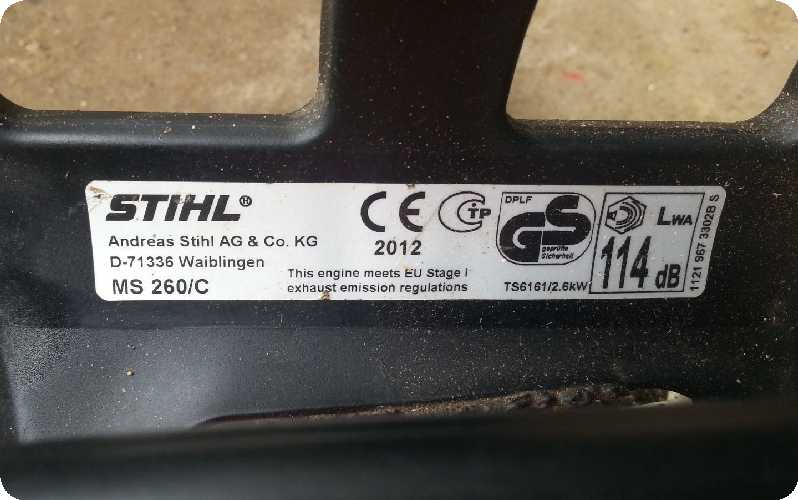 STIHL®
Andreas Stihl AG & Co. KG
D-71336 Waiblingen
MS 260/C
CE
2012
This engine meets EU Stage I
exhaust emission regulations
СТР
DPLF
GS
geprüfte
Sicherheit
TS6161/2.6kW
LWA
114 dB
1121 967 3302B S